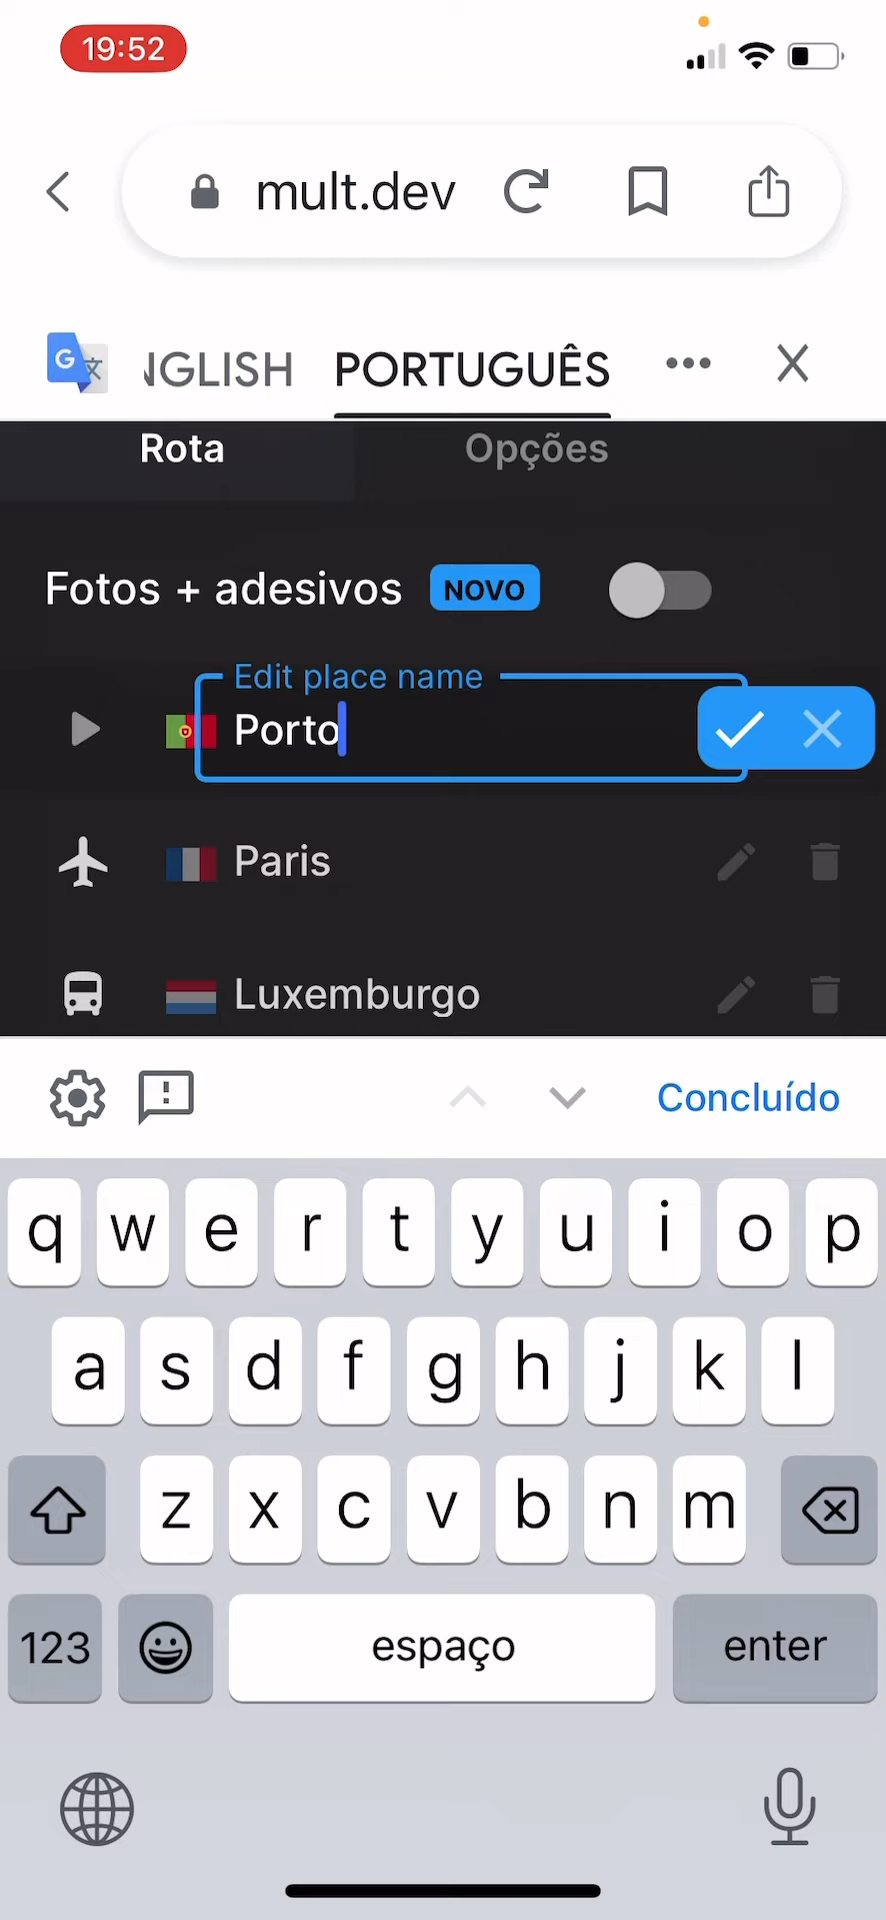 19:52
mult.dev
NGLISH PORTUGUÊS
Rota Opções
Fotos + adesivos NOVO
Edit place name
Porto
Paris
Luxemburgo
Concluído
q w e r t y u i o p
a s d f g h j k l
z x c v b n m
123 espaço enter